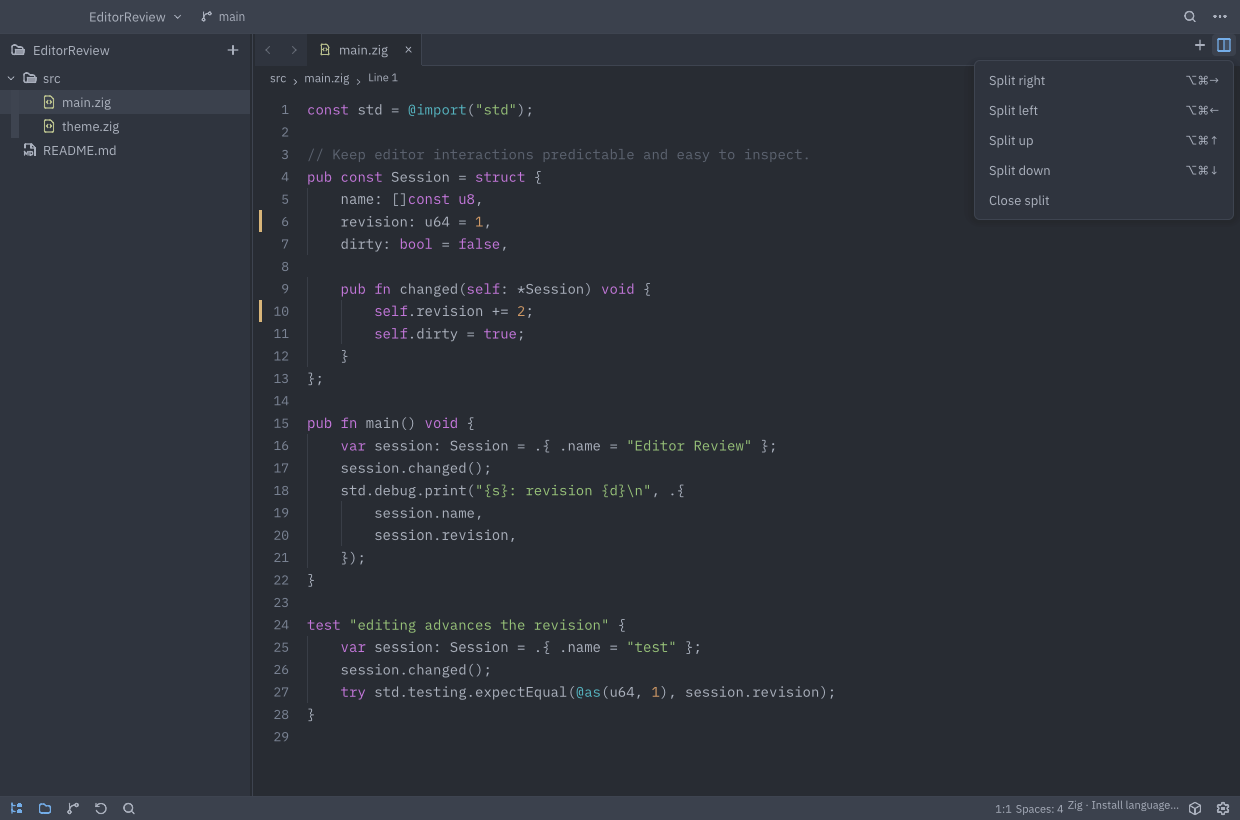 EditorReview
main
EditorReview
src
main.zig
theme.zig
README.md
main.zig
src > main.zig > Line 1
Split right ⌥⌘→
Split left ⌥⌘←
Split up ⌥⌘↑
Split down ⌥⌘↓
Close split
1 const std = @import("std");
2
3 // Keep editor interactions predictable and easy to inspect.
4 pub const Session = struct {
5     name: []const u8,
6     revision: u64 = 1,
7     dirty: bool = false,
8
9     pub fn changed(self: *Session) void {
10         self.revision += 2;
11         self.dirty = true;
12     }
13 };
14
15 pub fn main() void {
16     var session: Session = .{ .name = "Editor Review" };
17     session.changed();
18     std.debug.print("{s}: revision {d}\n", .{
19         session.name,
20         session.revision,
21     });
22 }
23
24 test "editing advances the revision" {
25     var session: Session = .{ .name = "test" };
26     session.changed();
27     try std.testing.expectEqual(@as(u64, 1), session.revision);
28 }
29
1:1 Spaces: 4 Zig · Install language...